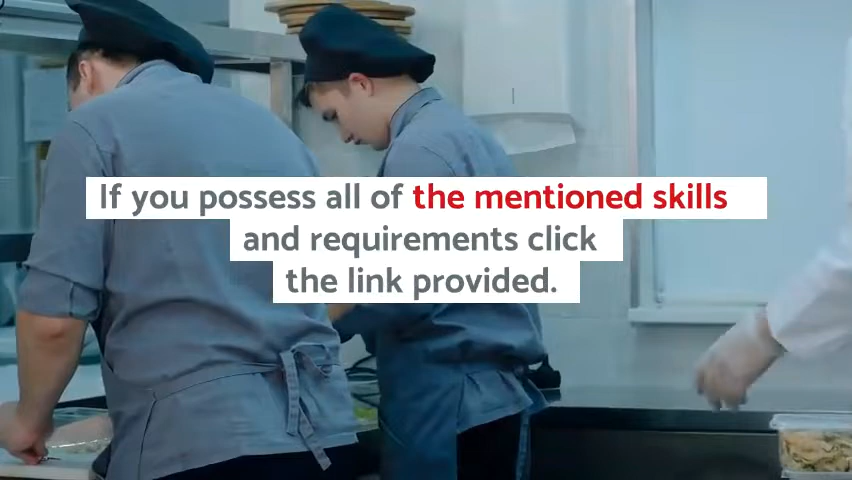 If you possess all of the mentioned skills
and requirements click
the link provided.